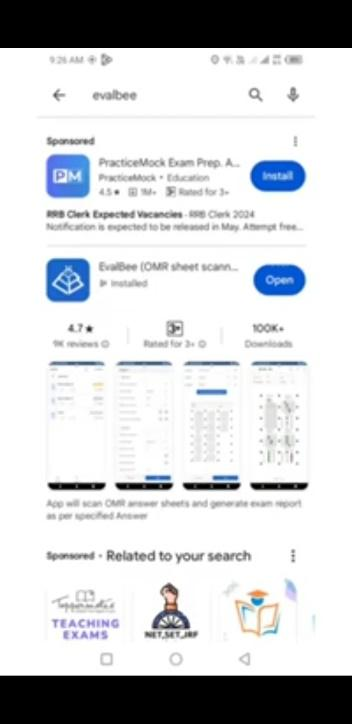 9:26 AM
evalbee
Sponsored
PM
PracticeMock Exam Prep. A...
PracticeMock • Education
4.5★ 1M+ Rated for 3+
Install
RRB Clerk Expected Vacancies - RRB Clerk 2024
Notification is expected to be released in May. Attempt free...
EvalBee (OMR sheet scann...
Installed
Open
4.7★
9K reviews
3+
Rated for 3+
100K+
Downloads
App will scan OMR answer sheets and generate exam report
as per specified Answer
Sponsored • Related to your search
TEACHING
EXAMS
NET,SET,JRF